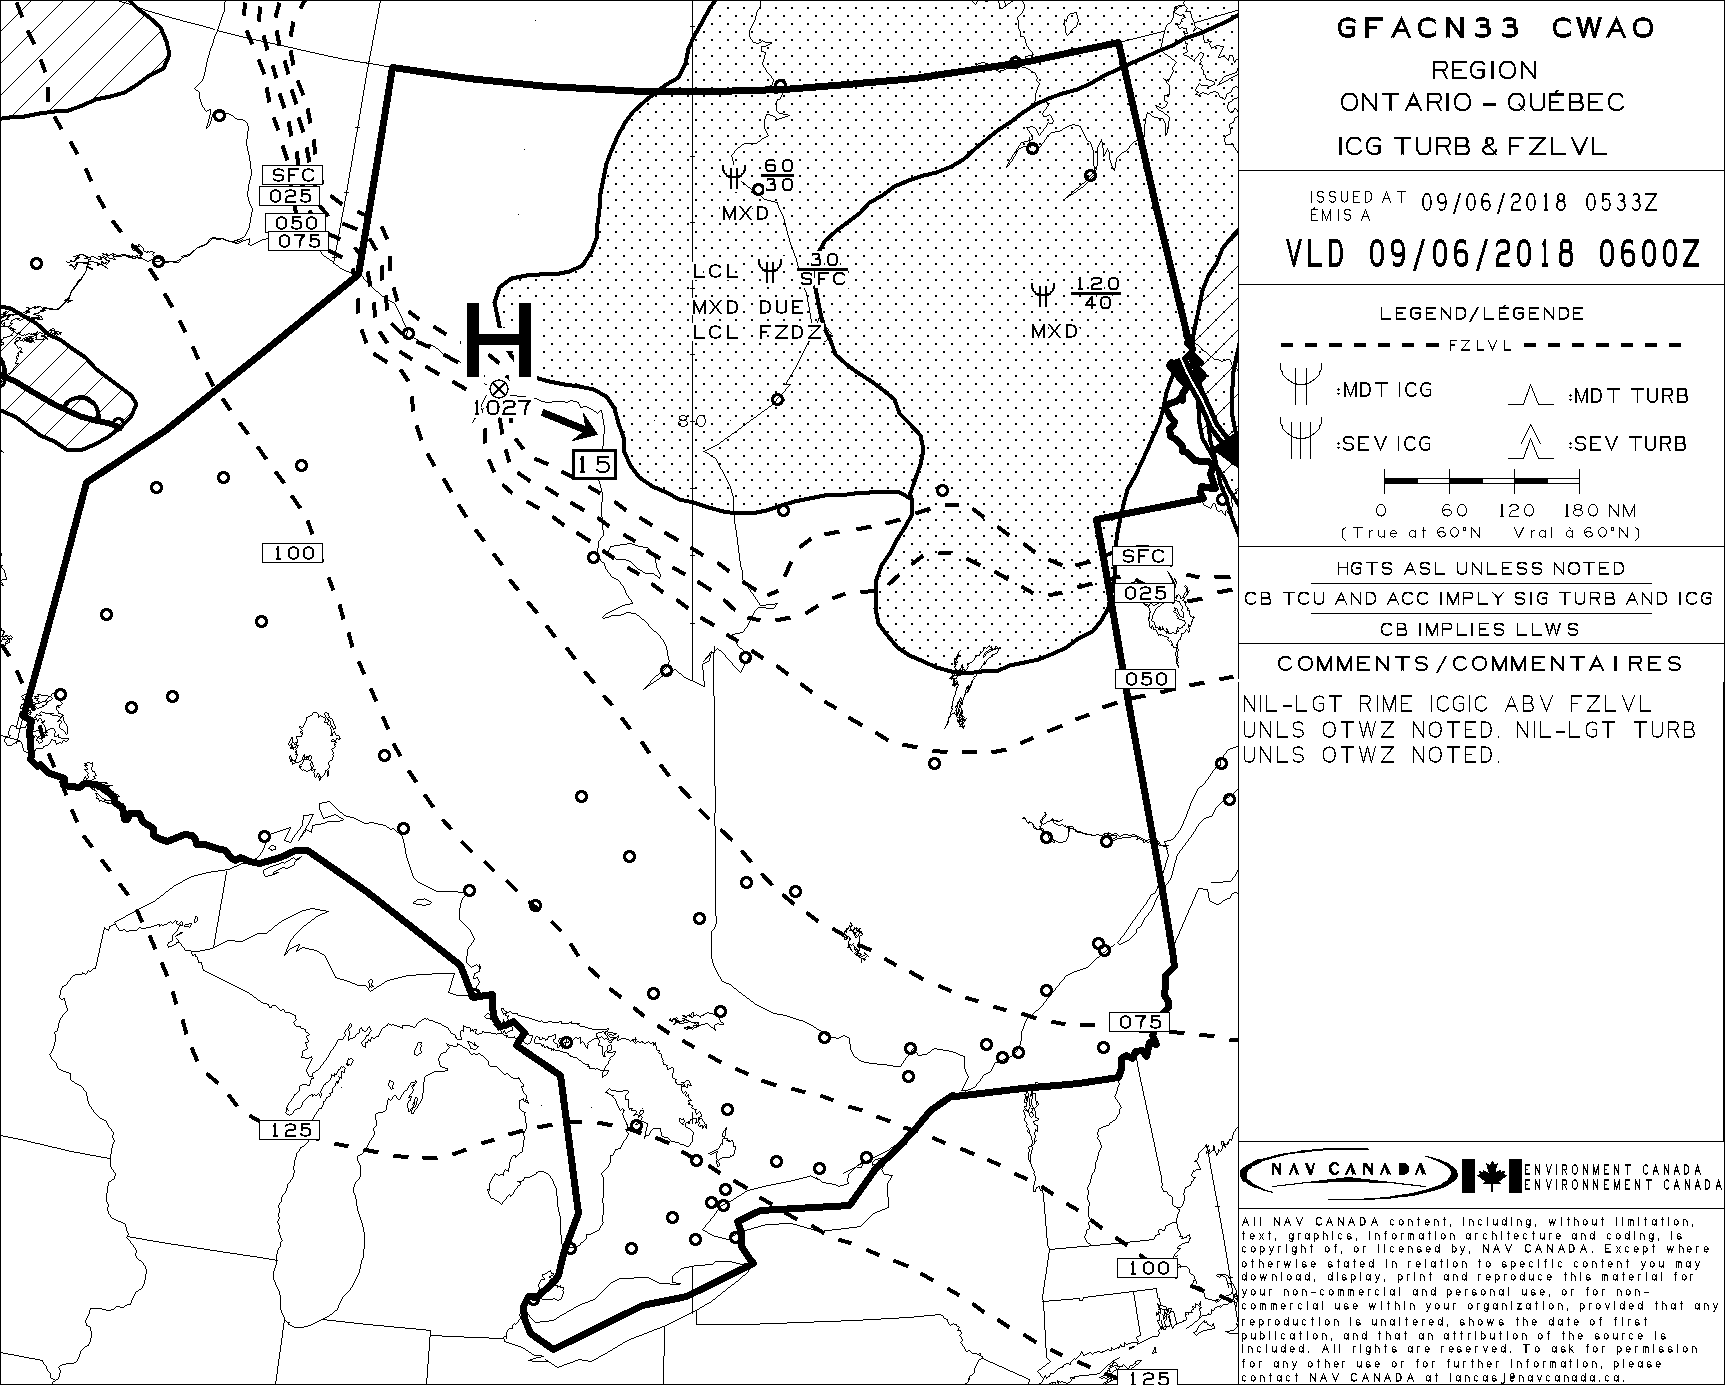 GFACN33 CWAO
REGION
ONTARIO – QUÉBEC
ICG TURB & FZLVL
ISSUED AT
ÉMIS A
09/06/2018 0533Z
VLD 09/06/2018 0600Z
LEGEND/LÉGENDE
FZLVL
:MDT ICG
:MDT TURB
:SEV ICG
:SEV TURB
0 60 120 180 NM
(True at 60°N Vrai à 60°N)
HGTS ASL UNLESS NOTED
CB TCU AND ACC IMPLY SIG TURB AND ICG
CB IMPLIES LLWS
COMMENTS/COMMENTAIRES
NIL-LGT RIME ICGIC ABV FZLVL
UNLS OTWZ NOTED. NIL-LGT TURB
UNLS OTWZ NOTED.
NAV CANADA
ENVIRONMENT CANADA
ENVIRONNEMENT CANADA
All NAV CANADA content, including, without limitation,
text, graphics, information architecture and coding, is
copyright of, or licensed by, NAV CANADA. Except where
otherwise stated in relation to specific content you may
download, display, print and reproduce this material for
your non-commercial and personal use, or for non-
commercial use within your organization, provided that any
reproduction is unaltered, shows the date of first
publication, and that an attribution of the source is
included. All rights are reserved. To ask for permission
for any other use or for further information, please
contact NAV CANADA at lancasj@navcanada.ca.
SFC
025
050
075
60
30
MXD
LCL
30
SFC
MXD DUE
LCL FZDZ
120
40
MXD
H
1027
15
80
100
SFC
025
050
075
125
100
125